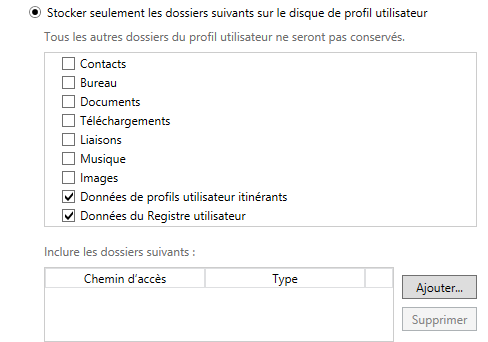 Stocker seulement les dossiers suivants sur le disque de profil utilisateur
Tous les autres dossiers du profil utilisateur ne seront pas conservés.
Contacts
Bureau
Documents
Téléchargements
Liaisons
Musique
Images
Données de profils utilisateur itinérants
Données du Registre utilisateur
Inclure les dossiers suivants :
Chemin d'accès Type
Ajouter...
Supprimer